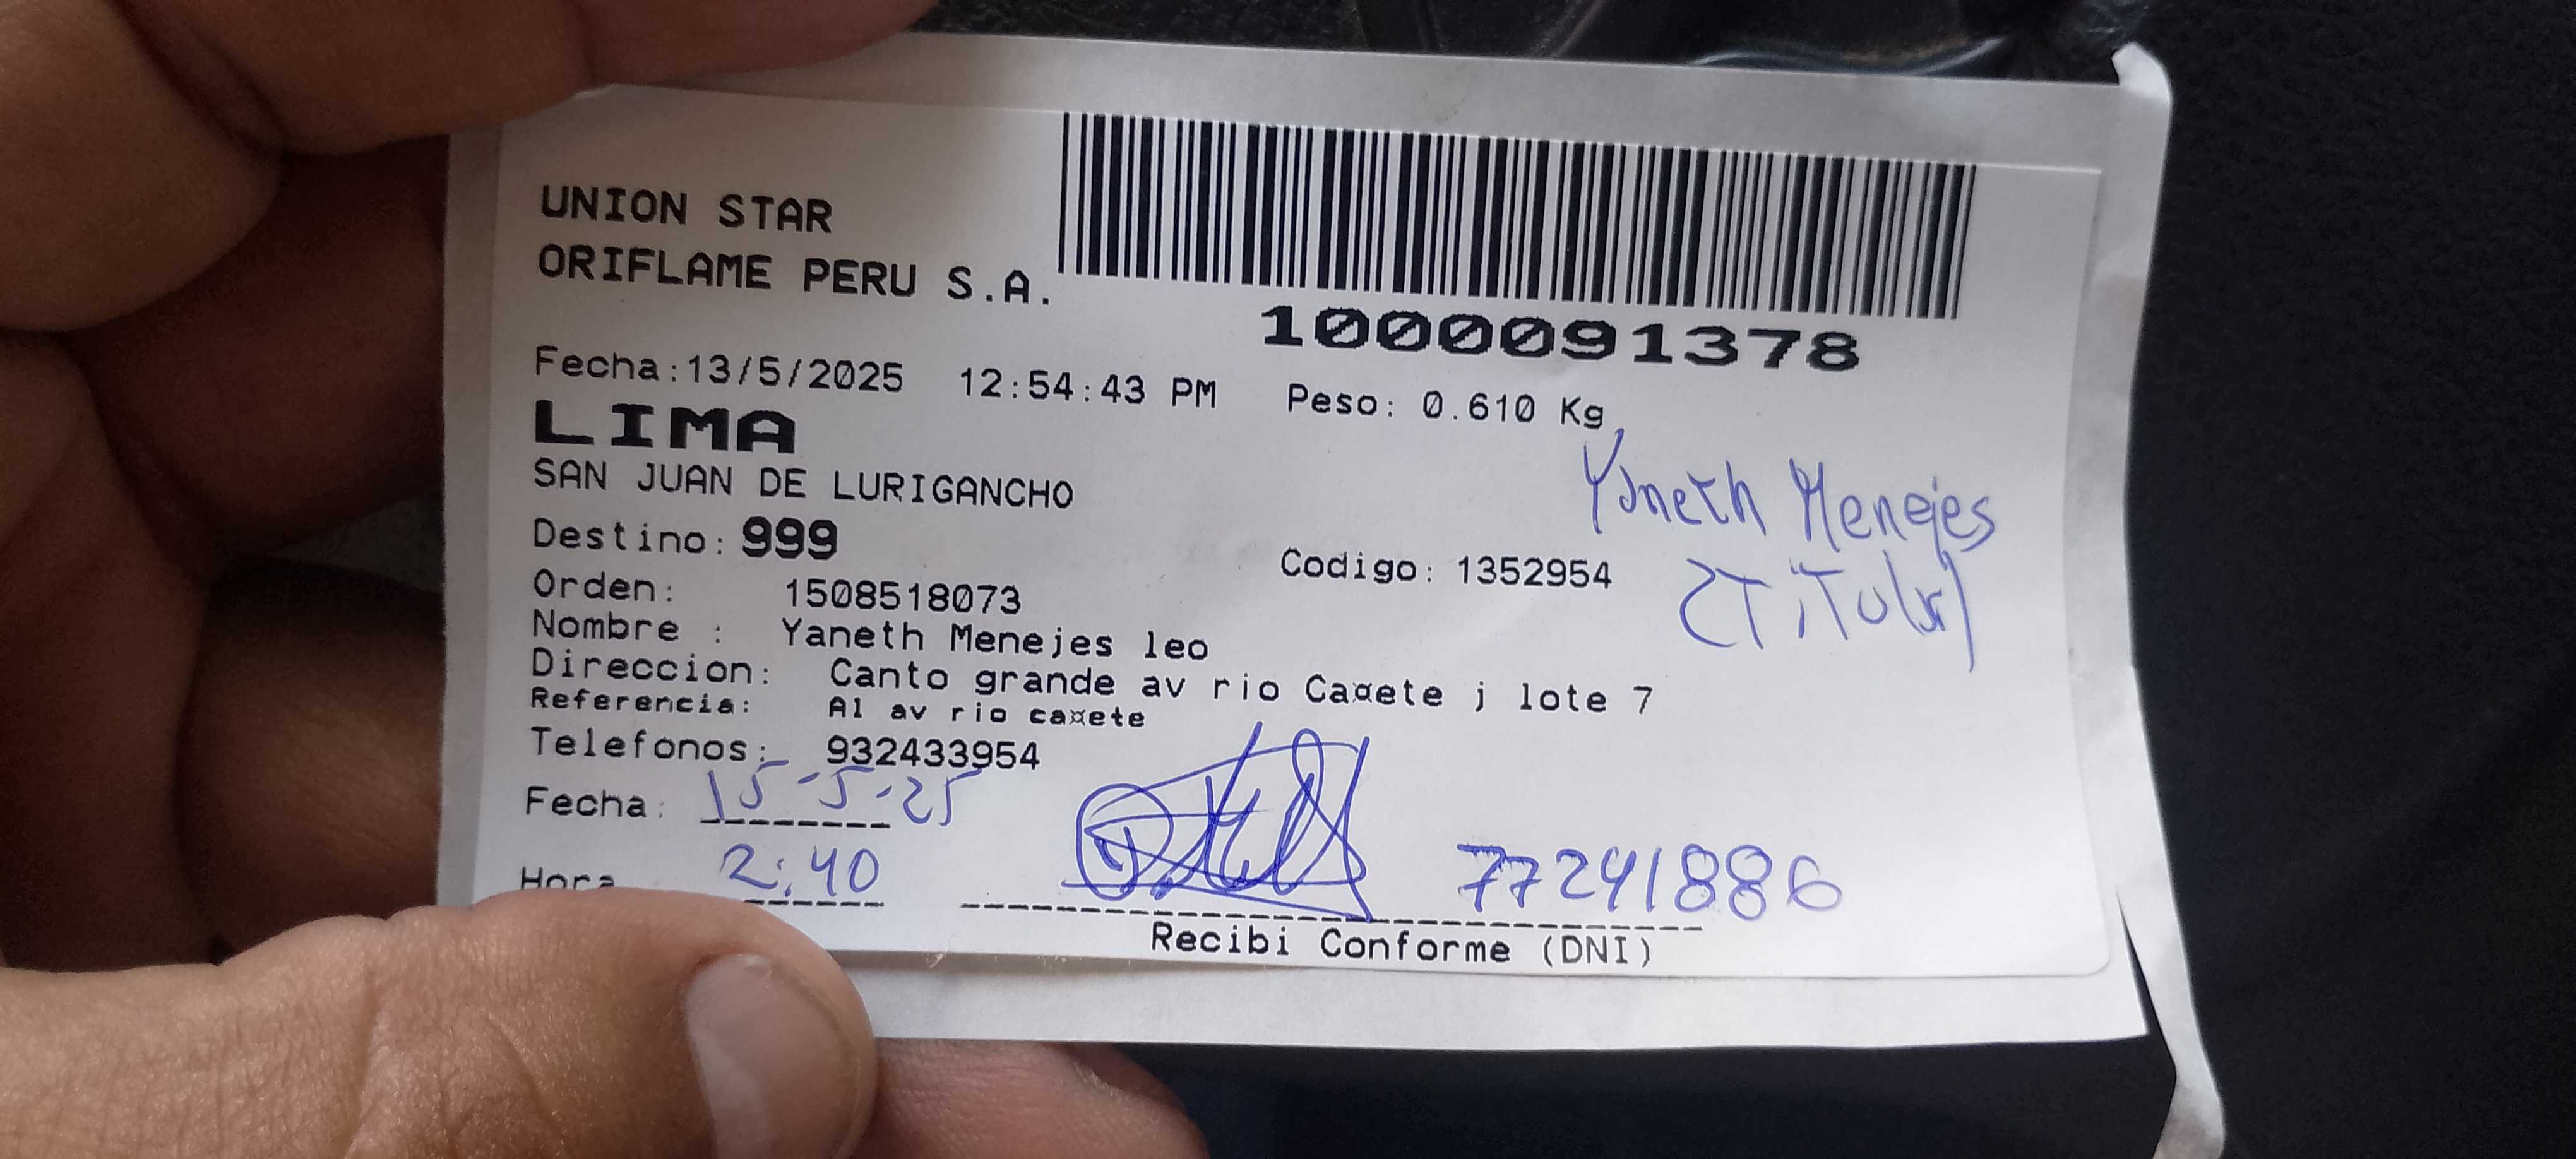 UNION STAR
ORIFLAME PERU S.A.
1000091378
Fecha:13/5/2025 12:54:43 PM Peso: 0.610 Kg
LIMA
SAN JUAN DE LURIGANCHO
Yaneth Menejes
Destino: 999
Codigo: 1352954
Orden: 1508518073
Nombre : Yaneth Menejes leo
Direccion: Canto grande av rio Ca¤ete j lote 7
Referencia: Al av rio ca¤ete
Telefonos: 932433954
Fecha: 15-5-25
Hora 2:40
77241886
Recibi Conforme (DNI)